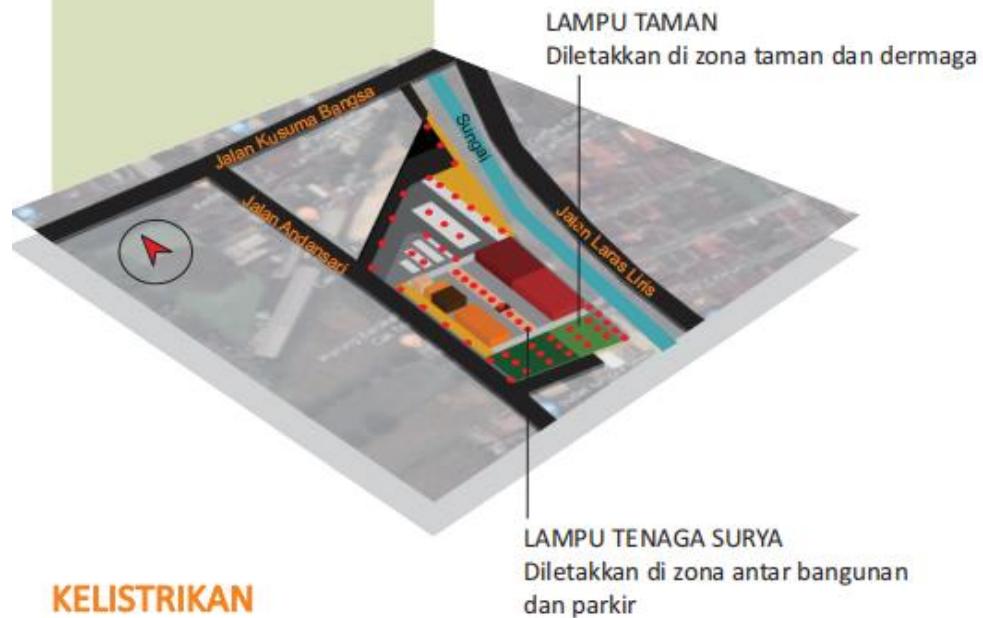 LAMPU TAMAN
Diletakkan di zona taman dan dermaga
Jalan Kusuma Bangsa
Sungai
Jalan Andansari
Jalan Laras Liris
LAMPU TENAGA SURYA
Diletakkan di zona antar bangunan
dan parkir
KELISTRIKAN